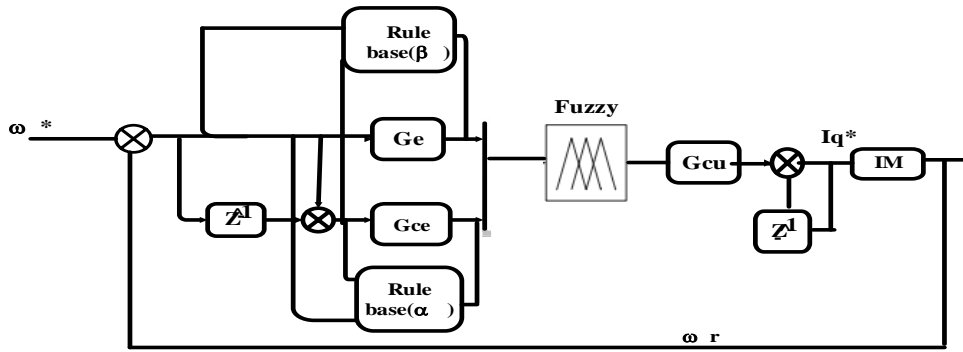 Rule
base(β )
Fuzzy
ω *
Ge
Gcu
Iq*
IM
Z-1
Gce
Z-1
Rule
base(α )
ω r